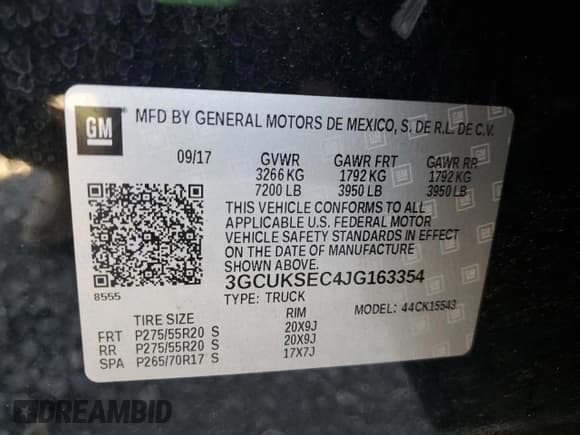 GM
MFD BY GENERAL MOTORS DE MEXICO, S. DE R.L. DE C.V.
09/17 GVWR GAWR FRT GAWR RR
3266 KG 1792 KG 1792 KG
7200 LB 3950 LB 3950 LB
THIS VEHICLE CONFORMS TO ALL
APPLICABLE U.S. FEDERAL MOTOR
VEHICLE SAFETY STANDARDS IN EFFECT
ON THE DATE OF MANUFACTURE
SHOWN ABOVE.
8555 3GCUKSEC4JG163354
TYPE: TRUCK MODEL: 44CK15543
TIRE SIZE RIM
FRT P275/55R20 S 20X9J
RR P275/55R20 S 20X9J
SPA P265/70R17 S 17X7J
DREAMBID